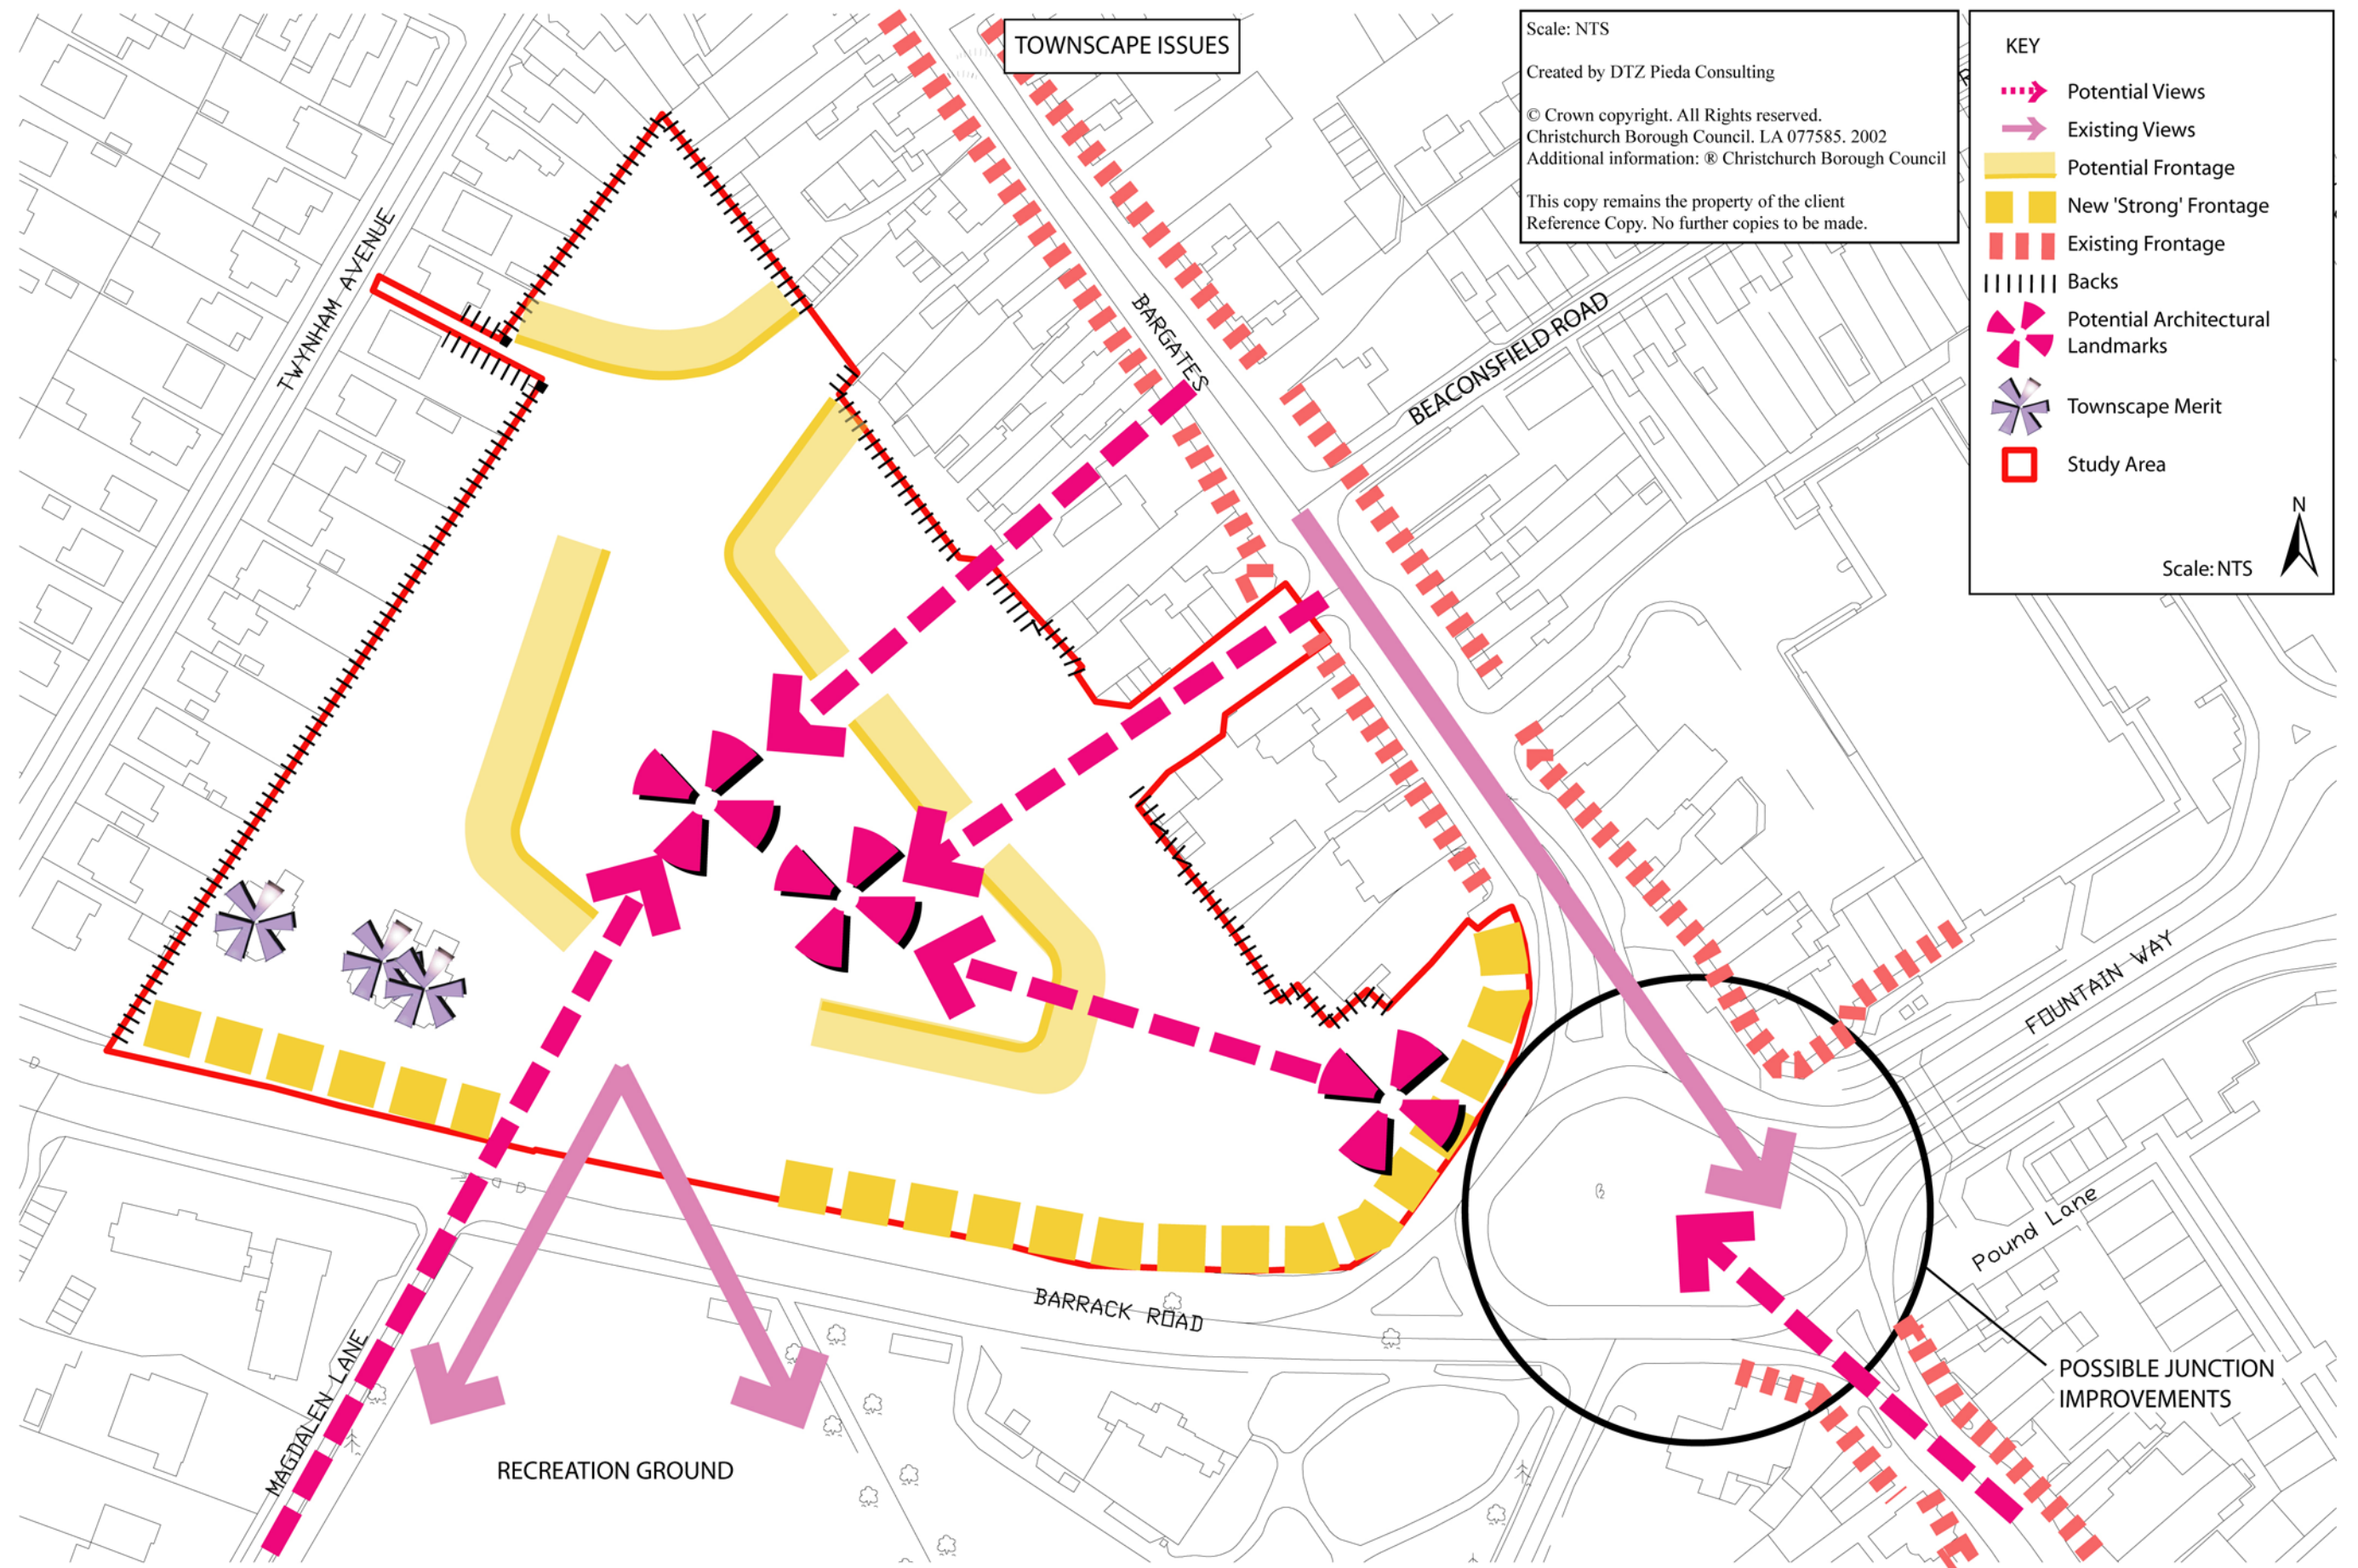 TOWNSCAPE ISSUES
Scale: NTS
Created by DTZ Pieda Consulting
© Crown copyright. All Rights reserved.
Christchurch Borough Council. LA 077585. 2002
Additional information: ® Christchurch Borough Council
This copy remains the property of the client
Reference Copy. No further copies to be made.
KEY
Potential Views
Existing Views
Potential Frontage
New 'Strong' Frontage
Existing Frontage
Backs
Potential Architectural
Landmarks
Townscape Merit
Study Area
N
Scale: NTS
TWYNHAM AVENUE
BARGATES
BEACONSFIELD ROAD
FOUNTAIN WAY
Pound Lane
BARRACK ROAD
MAGDALEN LANE
RECREATION GROUND
POSSIBLE JUNCTION
IMPROVEMENTS